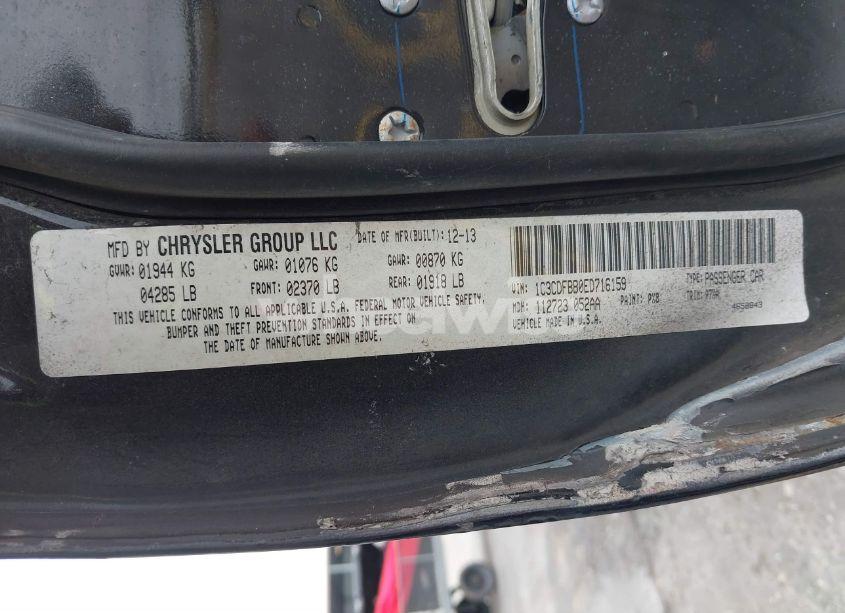 MFD BY CHRYSLER GROUP LLC DATE OF MFR(BUILT): 12-13
GVWR: 01944 KG GAWR: 01076 KG GAWR: 00870 KG
04285 LB FRONT: 02370 LB REAR: 01918 LB
THIS VEHICLE CONFORMS TO ALL APPLICABLE U.S.A. FEDERAL MOTOR VEHICLE SAFETY,
BUMPER AND THEFT PREVENTION STANDARDS IN EFFECT ON
THE DATE OF MANUFACTURE SHOWN ABOVE.
VIN: 1C3CDFBB0ED716159 TYPE: PASSENGER CAR
MDH: 112723 052AA PAINT: PX8 TRIM:
VEHICLE MADE IN U.S.A. 4658843